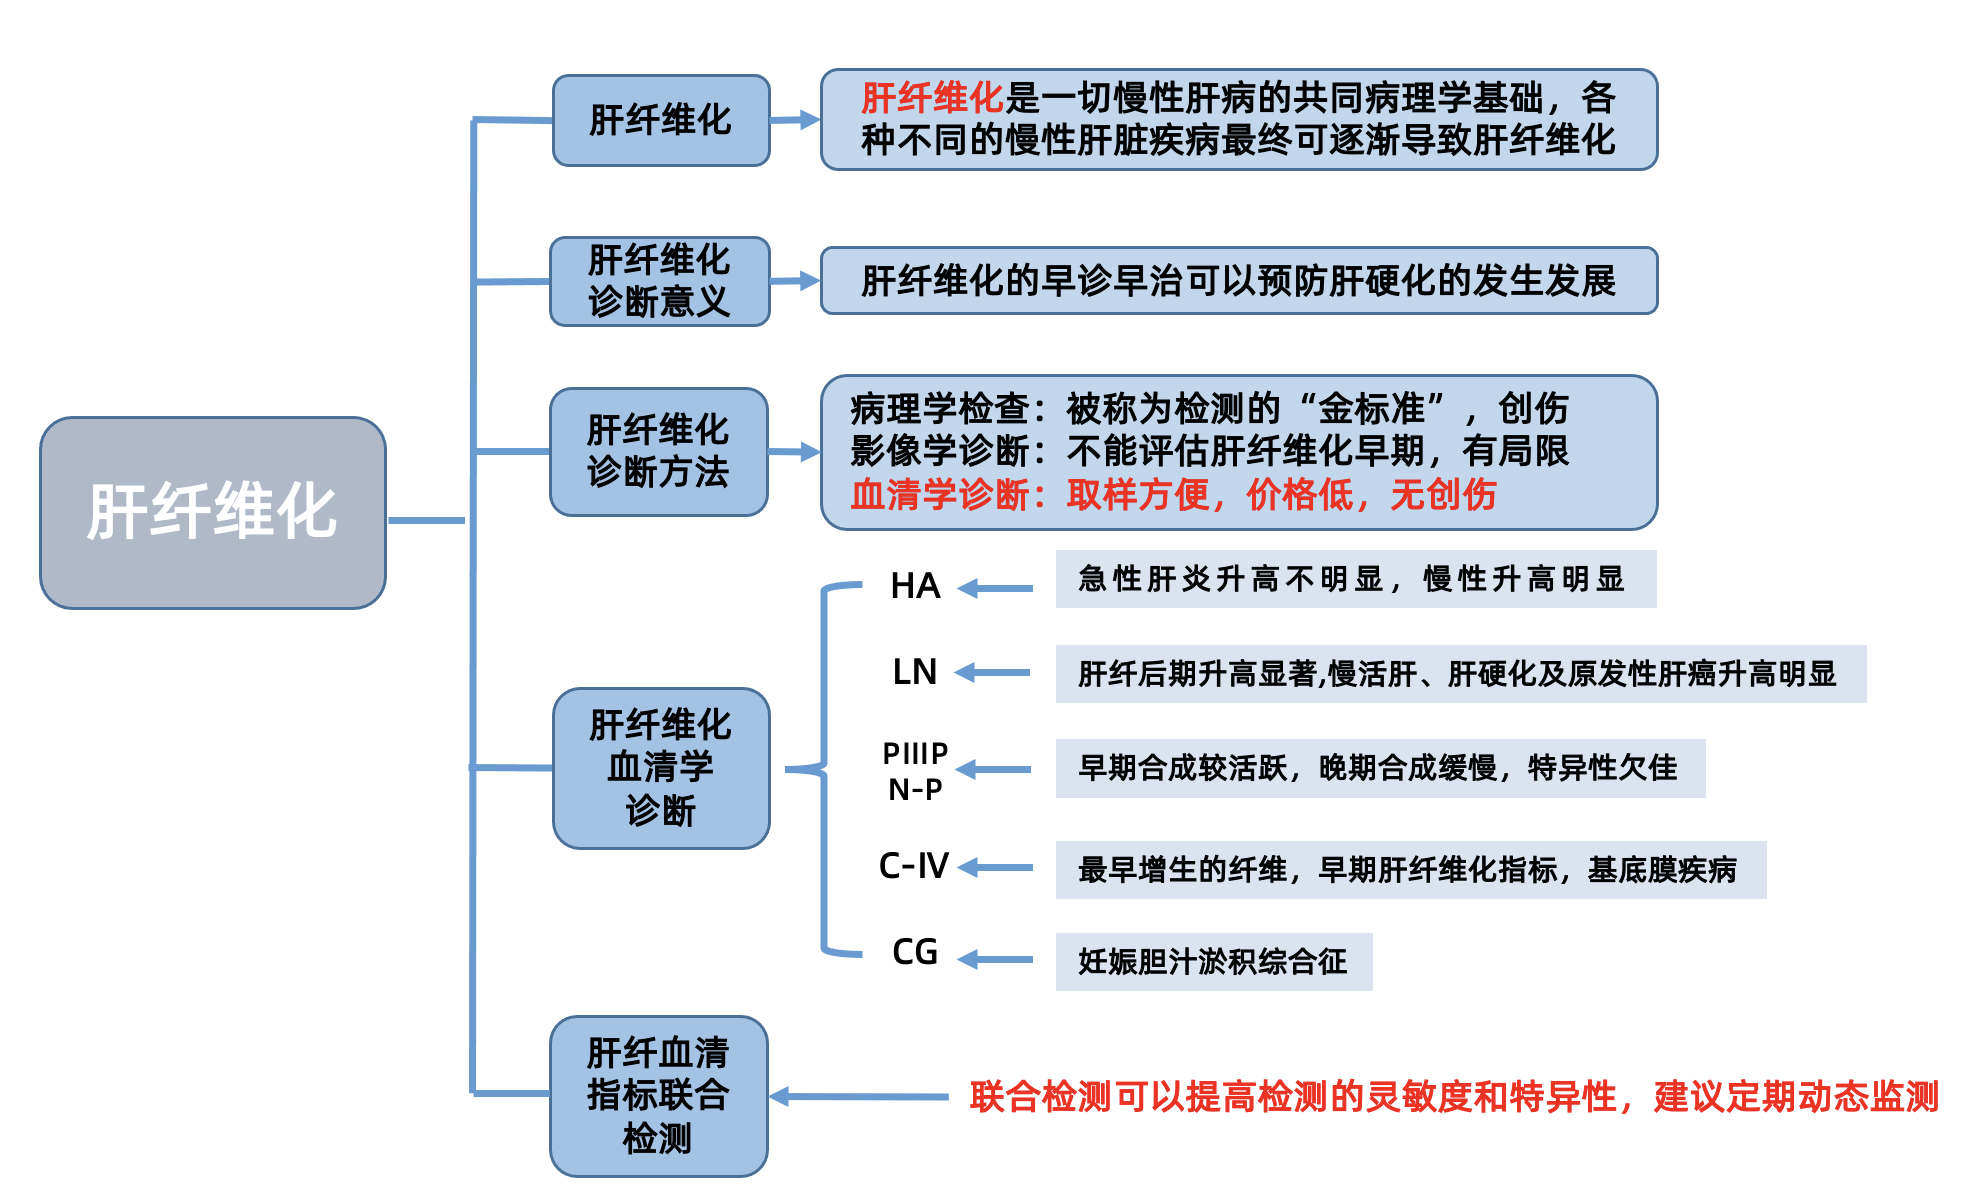 肝纤维化
肝纤维化
肝纤维化是一切慢性肝病的共同病理学基础，各
种不同的慢性肝脏疾病最终可逐渐导致肝纤维化
肝纤维化
诊断意义
肝纤维化的早诊早治可以预防肝硬化的发生发展
肝纤维化
诊断方法
病理学检查：被称为检测的“金标准”，创伤
影像学诊断：不能评估肝纤维化早期，有局限
血清学诊断：取样方便，价格低，无创伤
肝纤维化
血清学
诊断
HA
急性肝炎升高不明显，慢性升高明显
LN
肝纤后期升高显著,慢活肝、肝硬化及原发性肝癌升高明显
PIIIP
N-P
早期合成较活跃，晚期合成缓慢，特异性欠佳
C-IV
最早增生的纤维，早期肝纤维化指标，基底膜疾病
CG
妊娠胆汁淤积综合征
肝纤血清
指标联合
检测
联合检测可以提高检测的灵敏度和特异性，建议定期动态监测